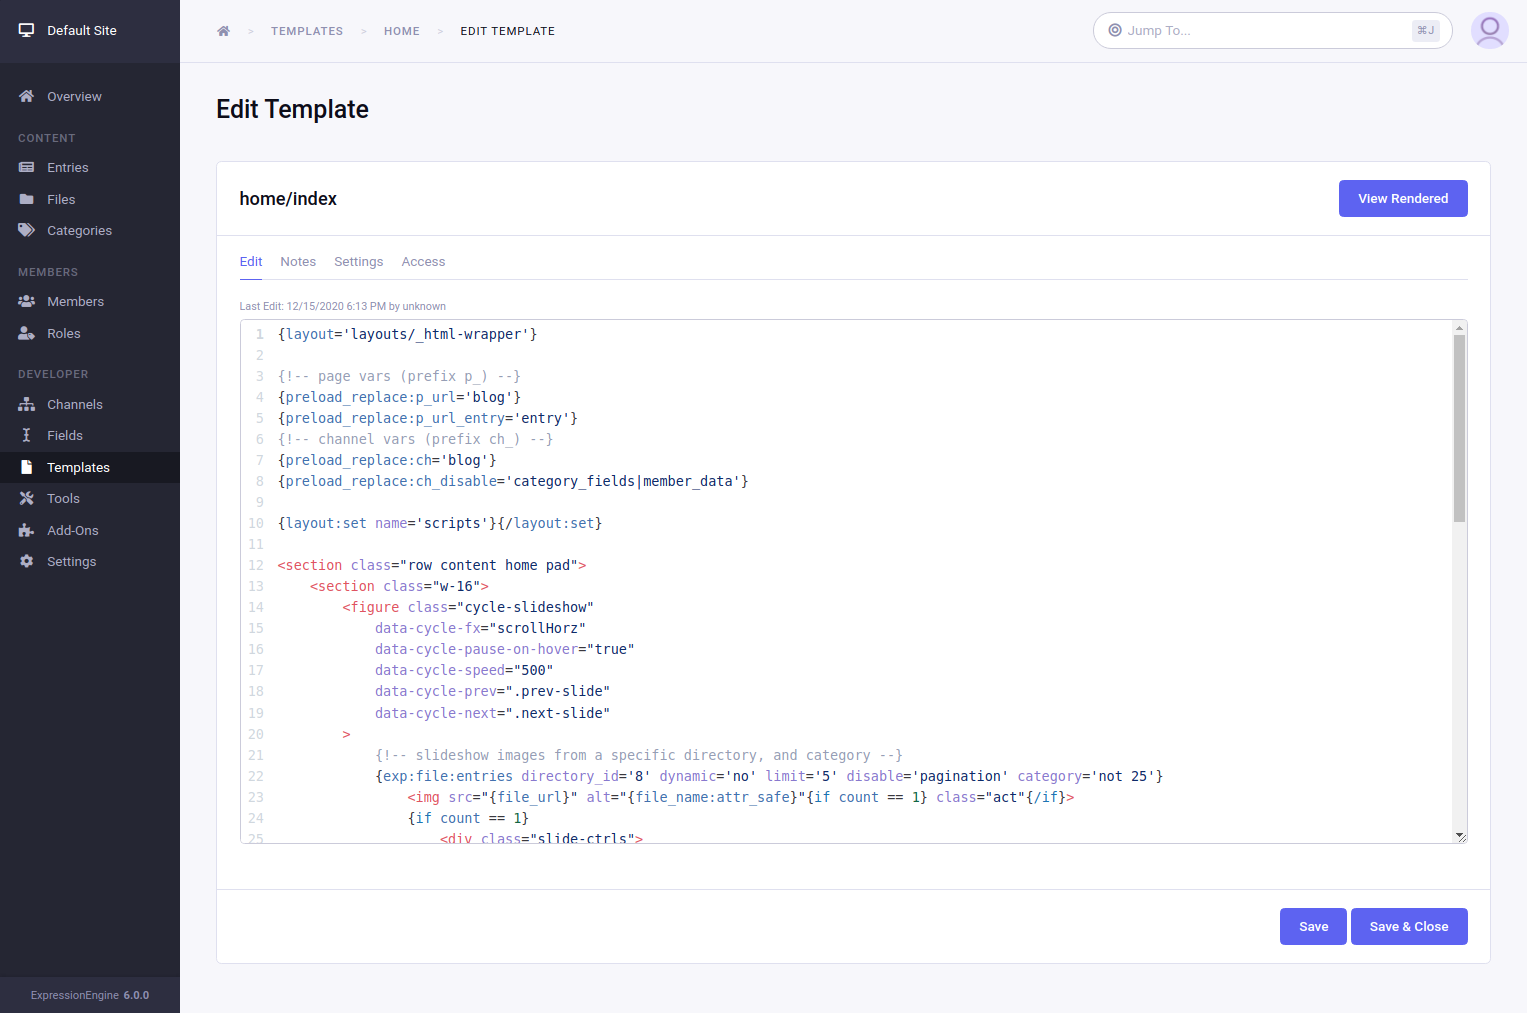 Default Site
> TEMPLATES > HOME > EDIT TEMPLATE
Jump To... ⌘J
Overview
CONTENT
Entries
Files
Categories
MEMBERS
Members
Roles
DEVELOPER
Channels
Fields
Templates
Tools
Add-Ons
Settings
ExpressionEngine 6.0.0
Edit Template
home/index
View Rendered
Edit Notes Settings Access
Last Edit: 12/15/2020 6:13 PM by unknown
1 {layout='layouts/_html-wrapper'}
2
3 {!-- page vars (prefix p_) --}
4 {preload_replace:p_url='blog'}
5 {preload_replace:p_url_entry='entry'}
6 {!-- channel vars (prefix ch_) --}
7 {preload_replace:ch='blog'}
8 {preload_replace:ch_disable='category_fields|member_data'}
9
10 {layout:set name='scripts'}{/layout:set}
11
12 <section class="row content home pad">
13     <section class="w-16">
14         <figure class="cycle-slideshow"
15             data-cycle-fx="scrollHorz"
16             data-cycle-pause-on-hover="true"
17             data-cycle-speed="500"
18             data-cycle-prev=".prev-slide"
19             data-cycle-next=".next-slide"
20         >
21             {!-- slideshow images from a specific directory, and category --}
22             {exp:file:entries directory_id='8' dynamic='no' limit='5' disable='pagination' category='not 25'}
23                 <img src="{file_url}" alt="{file_name:attr_safe}"{if count == 1} class="act"{/if}>
24                 {if count == 1}
25                     <div class="slide-ctrls">
Save
Save & Close